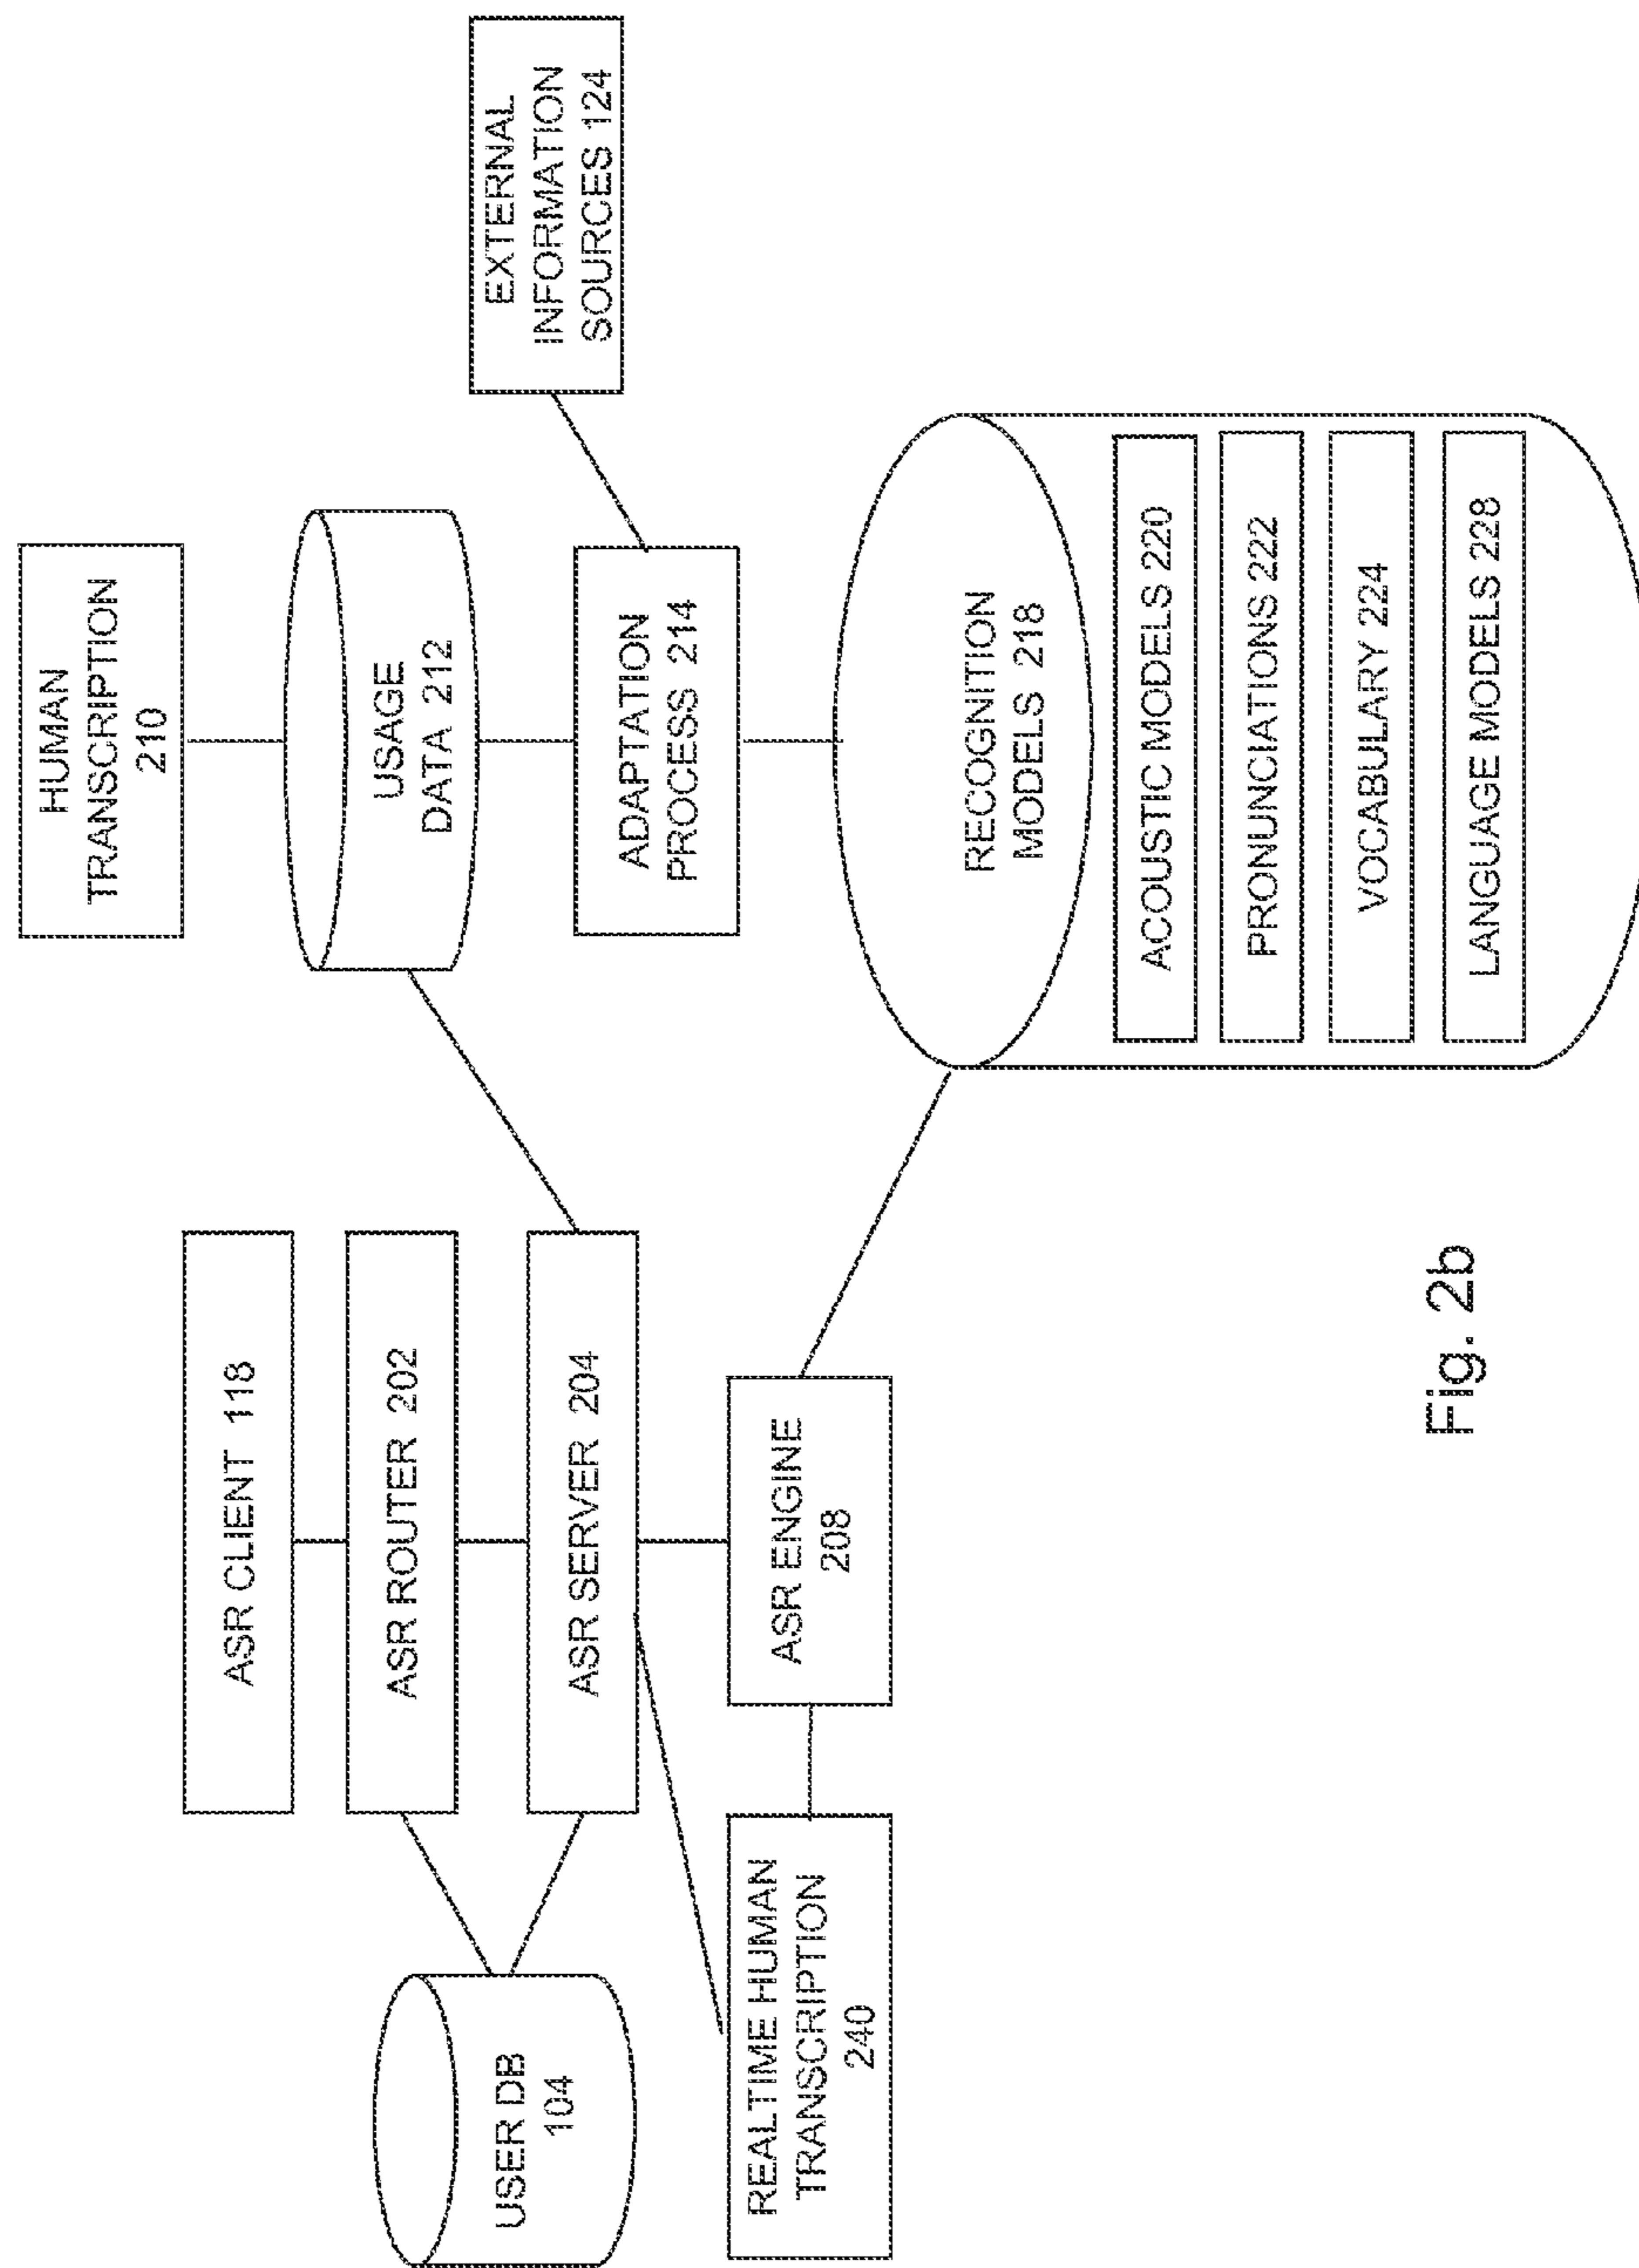 HUMAN
TRANSCRIPTION
210
ASR CLIENT 118
USAGE
DATA 212
ASR ROUTER 202
USER DB
104
EXTERNAL
INFORMATION
SOURCES 124
ASR SERVER 204
ADAPTATION
PROCESS 214
REALTIME HUMAN
TRANSCRIPTION
240
ASR ENGINE
208
RECOGNITION
MODELS 218
ACOUSTIC MODELS 220
PRONUNCIATIONS 222
VOCABULARY 224
LANGUAGE MODELS 228
Fig. 2b